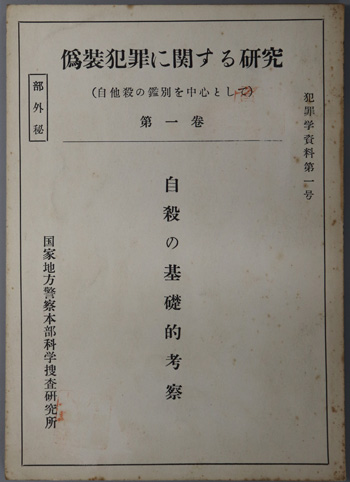 僞裝犯罪に関する研究
(自他殺の鑑別を中心として)
第一巻
犯罪学資料第一号
部外秘
自殺の基礎的考察
国家地方警察本部科学捜査研究所